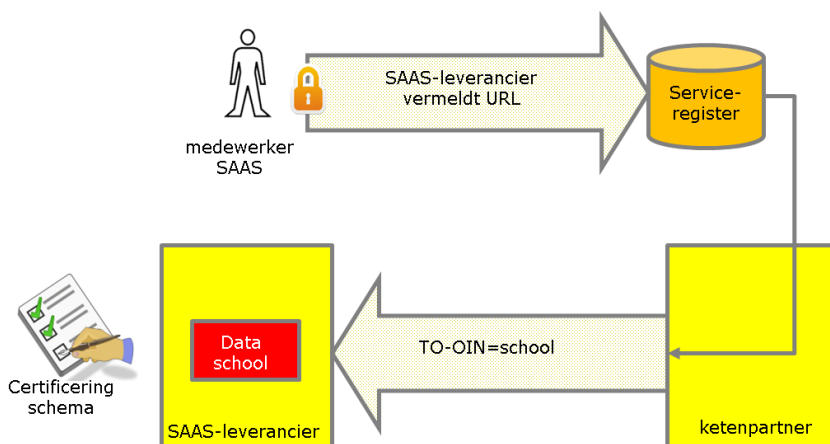 SAAS-leverancier
vermeldt URL
Service-
register
medewerker
SAAS
Data
school
TO-OIN=school
Certificering
schema
SAAS-leverancier
ketenpartner